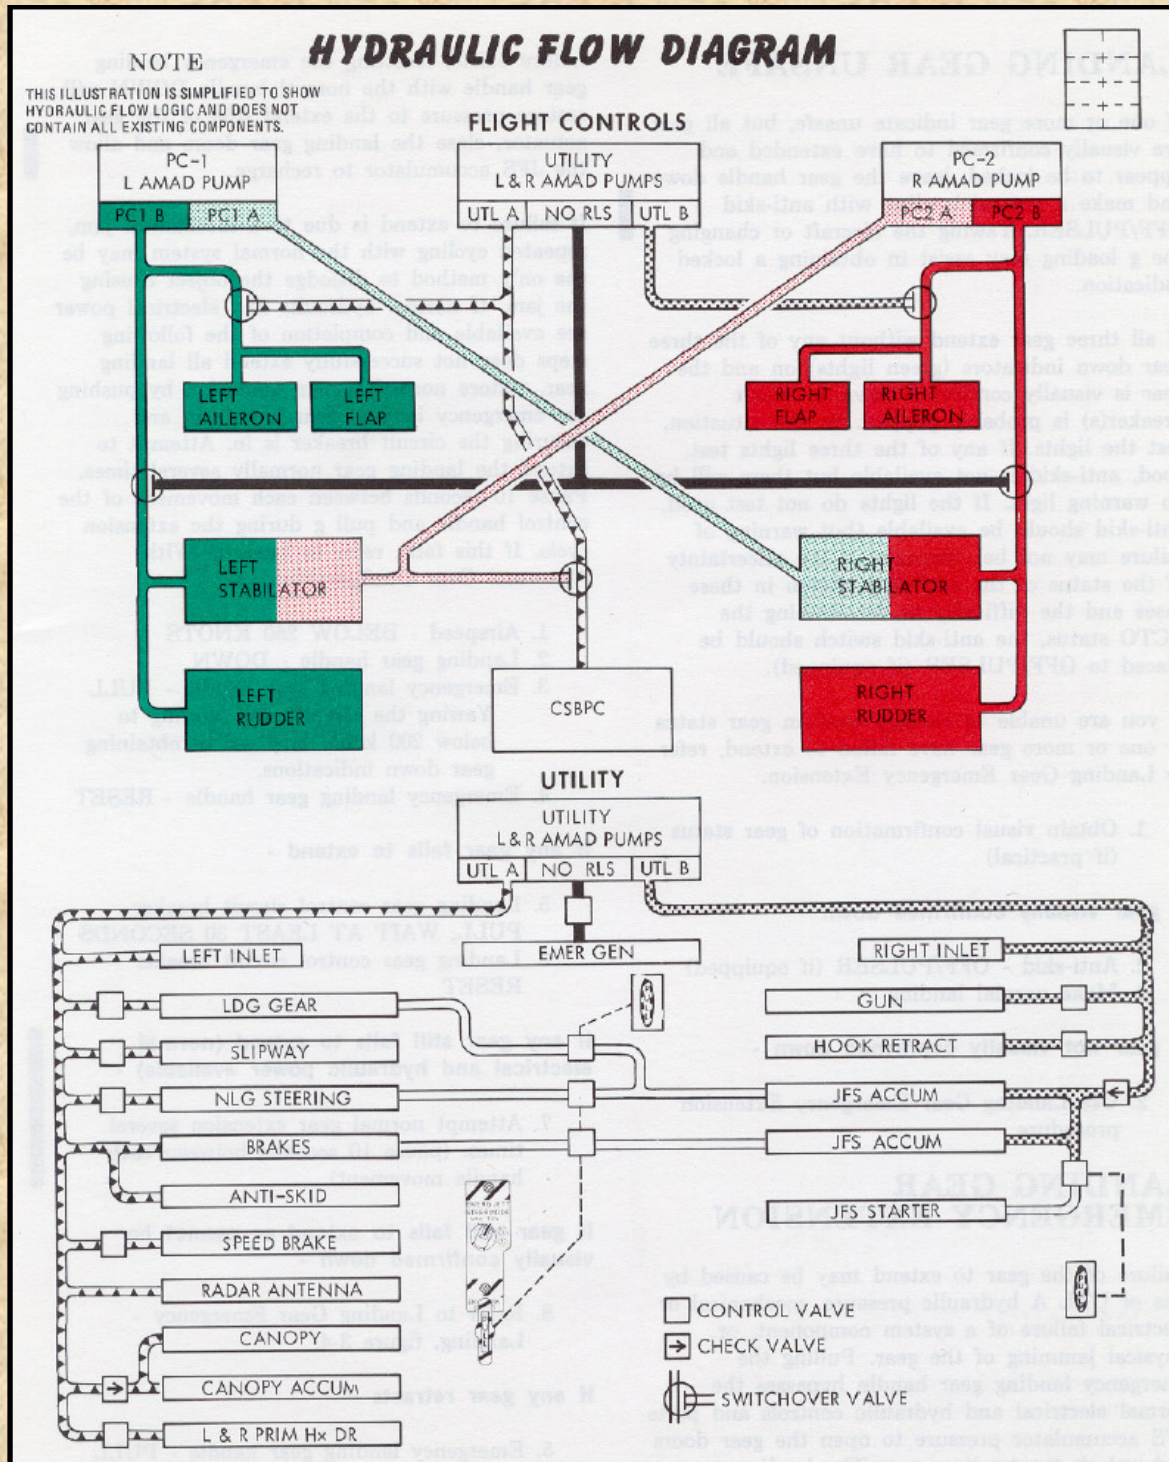 HYDRAULIC FLOW DIAGRAM
NOTE
THIS ILLUSTRATION IS SIMPLIFIED TO SHOW
HYDRAULIC FLOW LOGIC AND DOES NOT
CONTAIN ALL EXISTING COMPONENTS.
FLIGHT CONTROLS
PC-1
L AMAD PUMP
PC1 B PC1 A
UTILITY
L & R AMAD PUMPS
UTL A NO RLS UTL B
PC-2
R AMAD PUMP
PC2 A PC2 B
LEFT
AILERON
LEFT
FLAP
RIGHT
FLAP
RIGHT
AILERON
LEFT
STABILATOR
RIGHT
STABILATOR
LEFT
RUDDER
CSBPC
RIGHT
RUDDER
UTILITY
UTILITY
L & R AMAD PUMPS
UTL A NO RLS UTL B
EMER GEN
LEFT INLET
LDG GEAR
SLIPWAY
NLG STEERING
BRAKES
ANTI-SKID
SPEED BRAKE
RADAR ANTENNA
CANOPY
CANOPY ACCUM
L & R PRIM Hx DR
RIGHT INLET
GUN
HOOK RETRACT
JFS ACCUM
JFS ACCUM
JFS STARTER
CONTROL VALVE
CHECK VALVE
SWITCHOVER VALVE